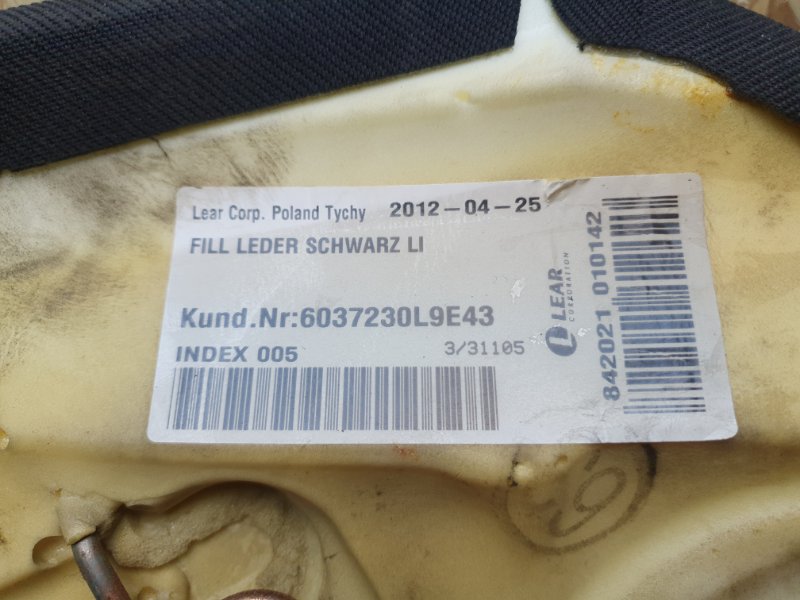 Lear Corp. Poland Tychy 2012-04-25
FILL LEDER SCHWARZ LI
Kund.Nr:6037230L9E43
INDEX 005 3/31105
LEAR
CORPORATION
842021 010142